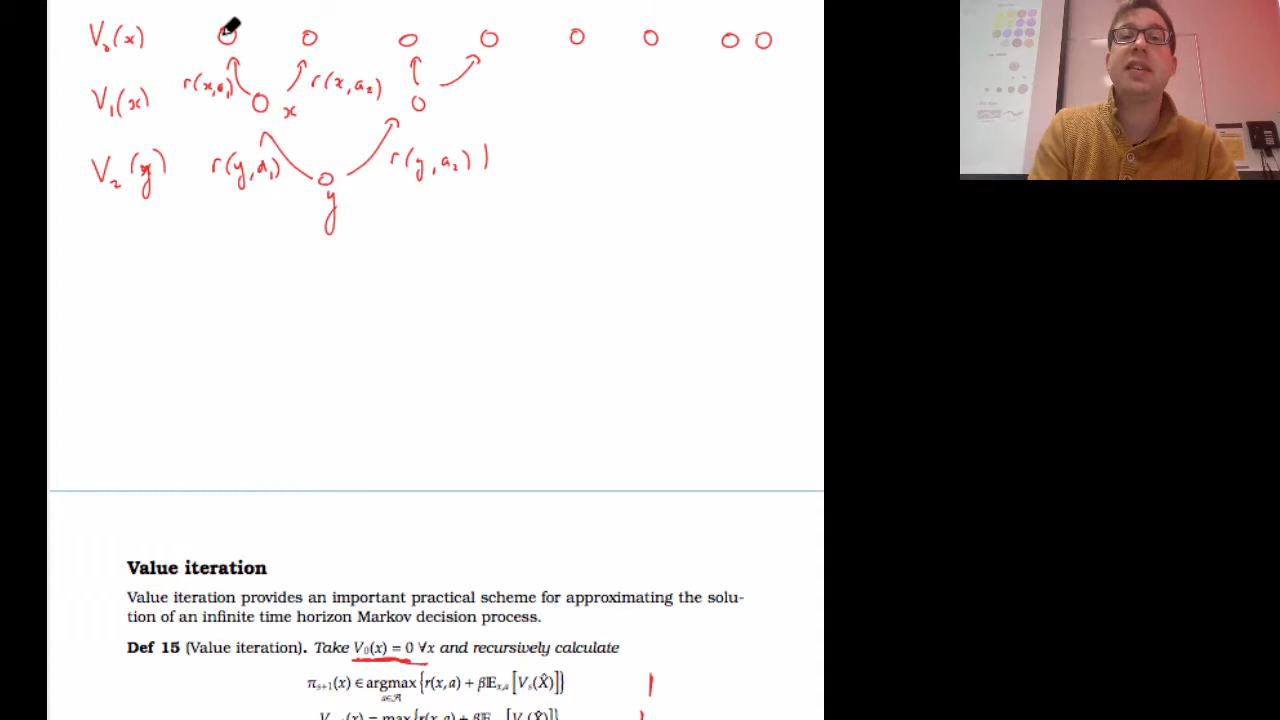 V₀(x)
r(x,a₁) r(x,a₂)
V₁(x) x
V₂(y) r(y,a₁) r(y,a₂)
y
Value iteration
Value iteration provides an important practical scheme for approximating the solu-
tion of an infinite time horizon Markov decision process.
Def 15 (Value iteration). Take V₀(x) = 0 ∀x and recursively calculate
πₛ₊₁(x) ∈ argmax {r(x,a) + β𝔼ₓ,ₐ [Vₛ(X̂)]}
a∈𝒜